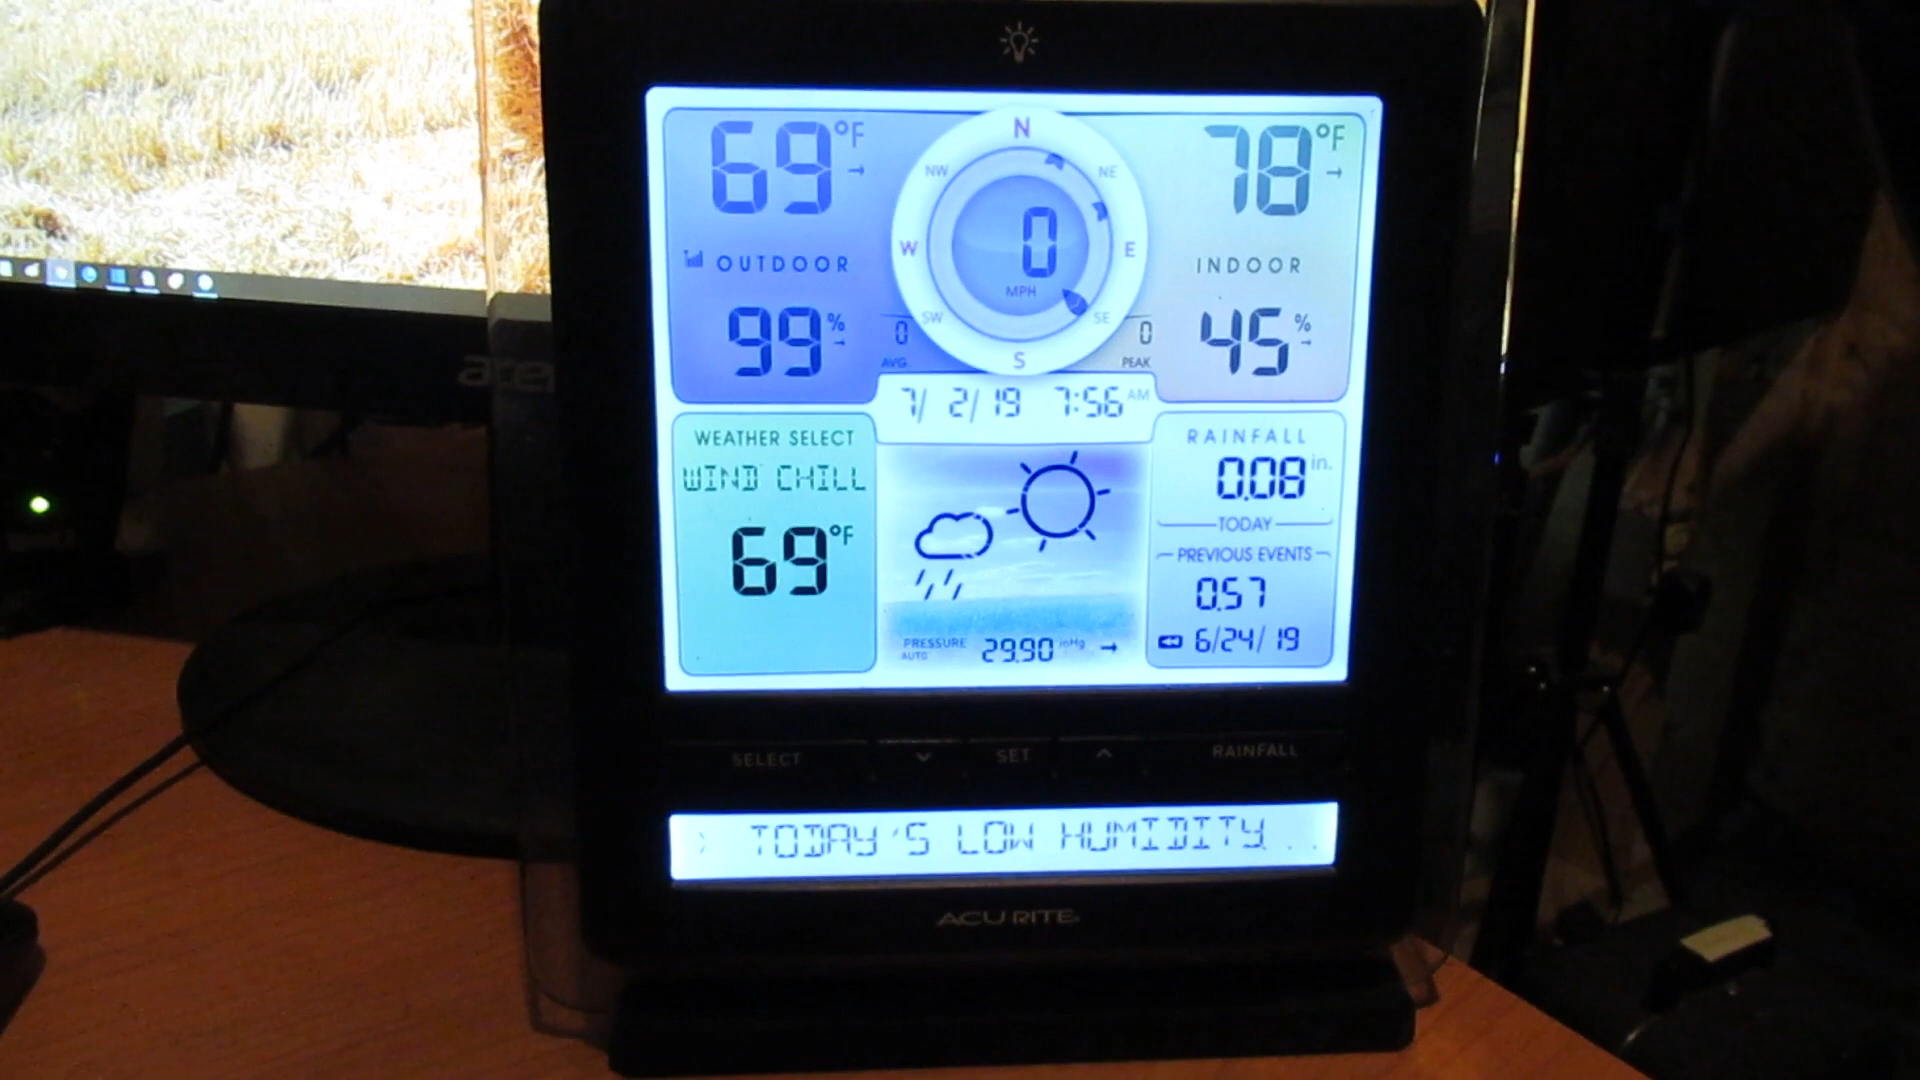 69°F
OUTDOOR
99%
N
NW
NE
W
E
SW
SE
S
0
MPH
0
AVG
0
PEAK
78°F
INDOOR
45%
7/ 2/19 7:56 AM
WEATHER SELECT
WIND CHILL
69°F
PRESSURE
AUTO
29.90 inHg
RAINFALL
0.08 in.
TODAY
PREVIOUS EVENTS
0.57
6/24/19
acer
SELECT
SET
RAINFALL
TODAY'S LOW HUMIDITY...
ACURITE